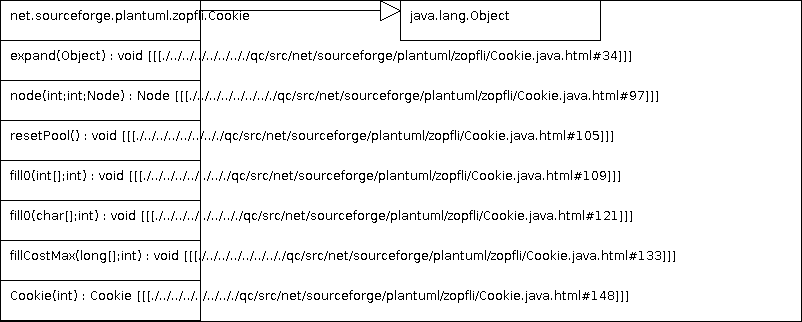 net.sourceforge.plantuml.zopfli.Cookie
java.lang.Object
expand(Object) : void [[[./../../../../../../../qc/src/net/sourceforge/plantuml/zopfli/Cookie.java.html#34]]]
node(int;int;Node) : Node [[[./../../../../../../../qc/src/net/sourceforge/plantuml/zopfli/Cookie.java.html#97]]]
resetPool() : void [[[./../../../../../../../qc/src/net/sourceforge/plantuml/zopfli/Cookie.java.html#105]]]
fill0(int[];int) : void [[[./../../../../../../../qc/src/net/sourceforge/plantuml/zopfli/Cookie.java.html#109]]]
fill0(char[];int) : void [[[./../../../../../../../qc/src/net/sourceforge/plantuml/zopfli/Cookie.java.html#121]]]
fillCostMax(long[];int) : void [[[./../../../../../../../qc/src/net/sourceforge/plantuml/zopfli/Cookie.java.html#133]]]
Cookie(int) : Cookie [[[./../../../../../../../qc/src/net/sourceforge/plantuml/zopfli/Cookie.java.html#148]]]